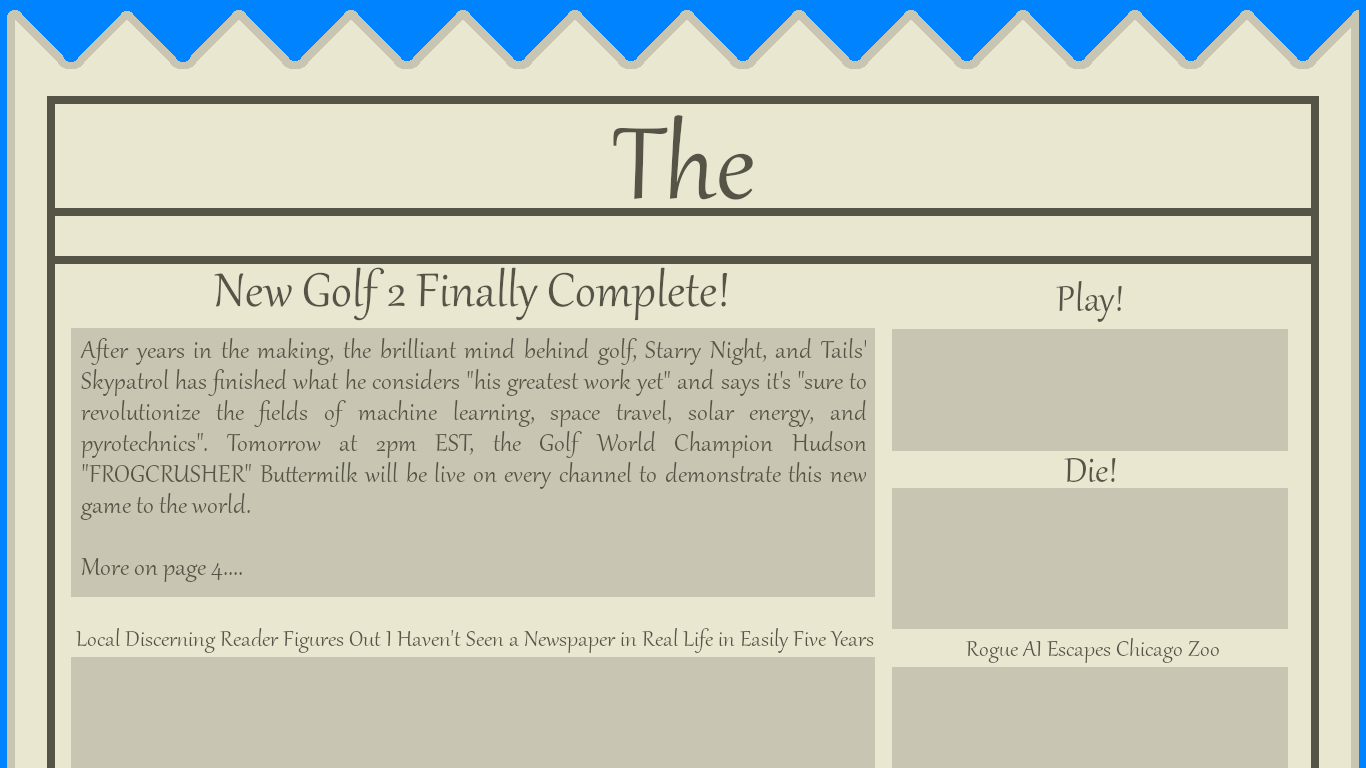 The
New Golf 2 Finally Complete!
After years in the making, the brilliant mind behind golf, Starry Night, and Tails'
Skypatrol has finished what he considers "his greatest work yet" and says it's "sure to
revolutionize the fields of machine learning, space travel, solar energy, and
pyrotechnics". Tomorrow at 2pm EST, the Golf World Champion Hudson
"FROGCRUSHER" Buttermilk will be live on every channel to demonstrate this new
game to the world.
More on page 4....
Local Discerning Reader Figures Out I Haven't Seen a Newspaper in Real Life in Easily Five Years
Play!
Die!
Rogue AI Escapes Chicago Zoo